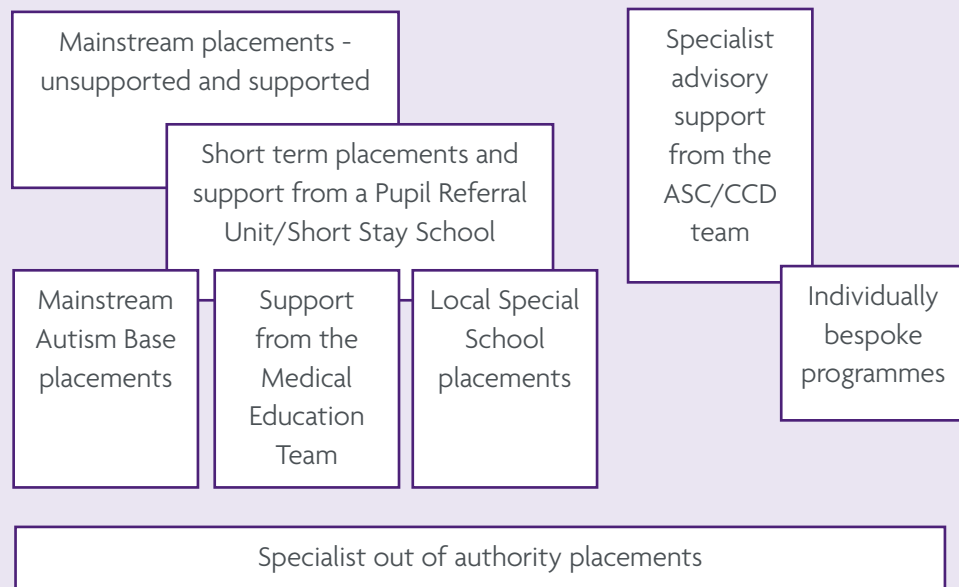 Mainstream placements -
unsupported and supported
Specialist
advisory
support
from the
ASC/CCD
team
Short term placements and
support from a Pupil Referral
Unit/Short Stay School
Mainstream
Autism Base
placements
Support
from the
Medical
Education
Team
Local Special
School
placements
Individually
bespoke
programmes
Specialist out of authority placements